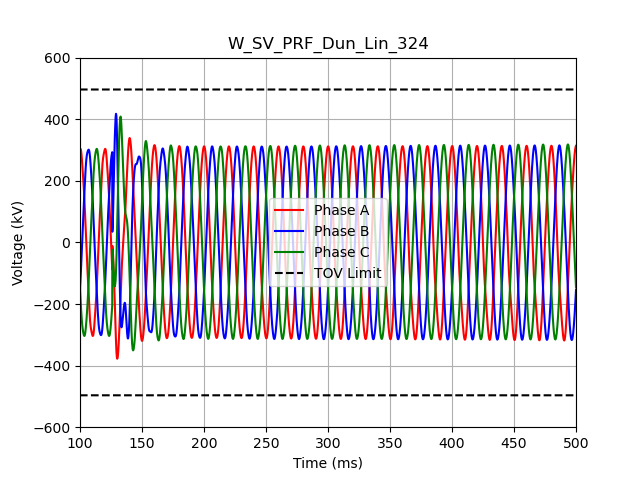 W_SV_PRF_Dun_Lin_324
600
400
200
0
−200
−400
−600
Voltage (kV)
Phase A
Phase B
Phase C
TOV Limit
100 150 200 250 300 350 400 450 500
Time (ms)